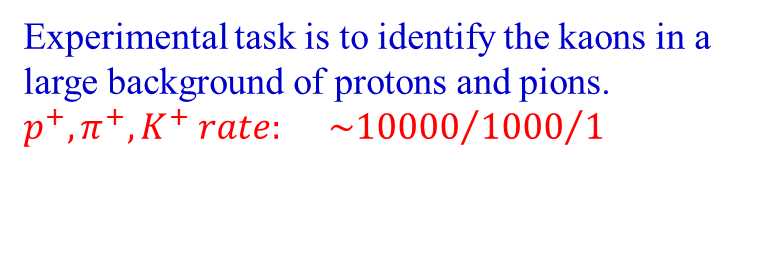 Experimental task is to identify the kaons in a
large background of protons and pions.
p⁺, π⁺, K⁺ rate: ~10000/1000/1